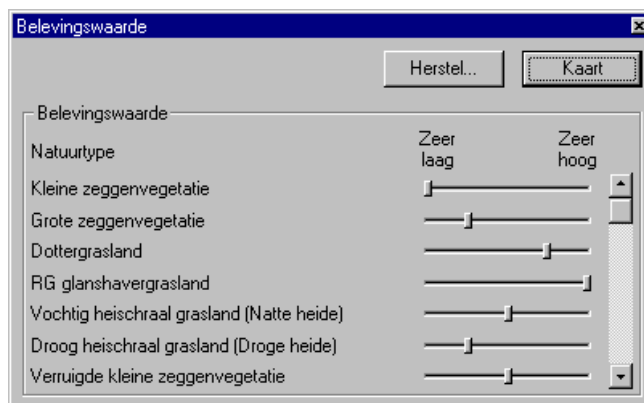 Belevingswaarde
Herstel...
Kaart
Belevingswaarde
Natuurtype
Zeer laag
Zeer hoog
Kleine zeggenvegetatie
Grote zeggenvegetatie
Dottergrasland
RG glanshavergrasland
Vochtig heischraal grasland (Natte heide)
Droog heischraal grasland (Droge heide)
Verruigde kleine zeggenvegetatie